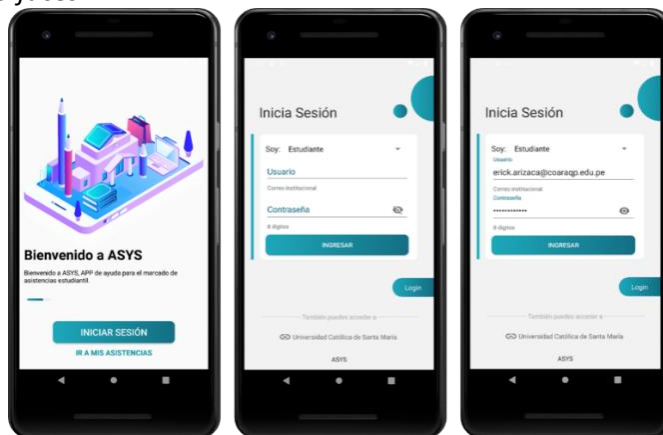 Bienvenido a ASYS
Bienvenido a ASYS, APP de ayuda para el marcado de
asistencias estudiantil.
INICIAR SESIÓN
IR A MIS ASISTENCIAS
Inicia Sesión
Soy: Estudiante
Usuario
Correo institucional
Contraseña
8 dígitos
INGRESAR
Login
También puedes acceder a
Universidad Católica de Santa María
ASYS
Inicia Sesión
Soy: Estudiante
Usuario
erick.arizaca@coaraqp.edu.pe
Correo institucional
Contraseña
············
8 dígitos
INGRESAR
Login
También puedes acceder a
Universidad Católica de Santa María
ASYS